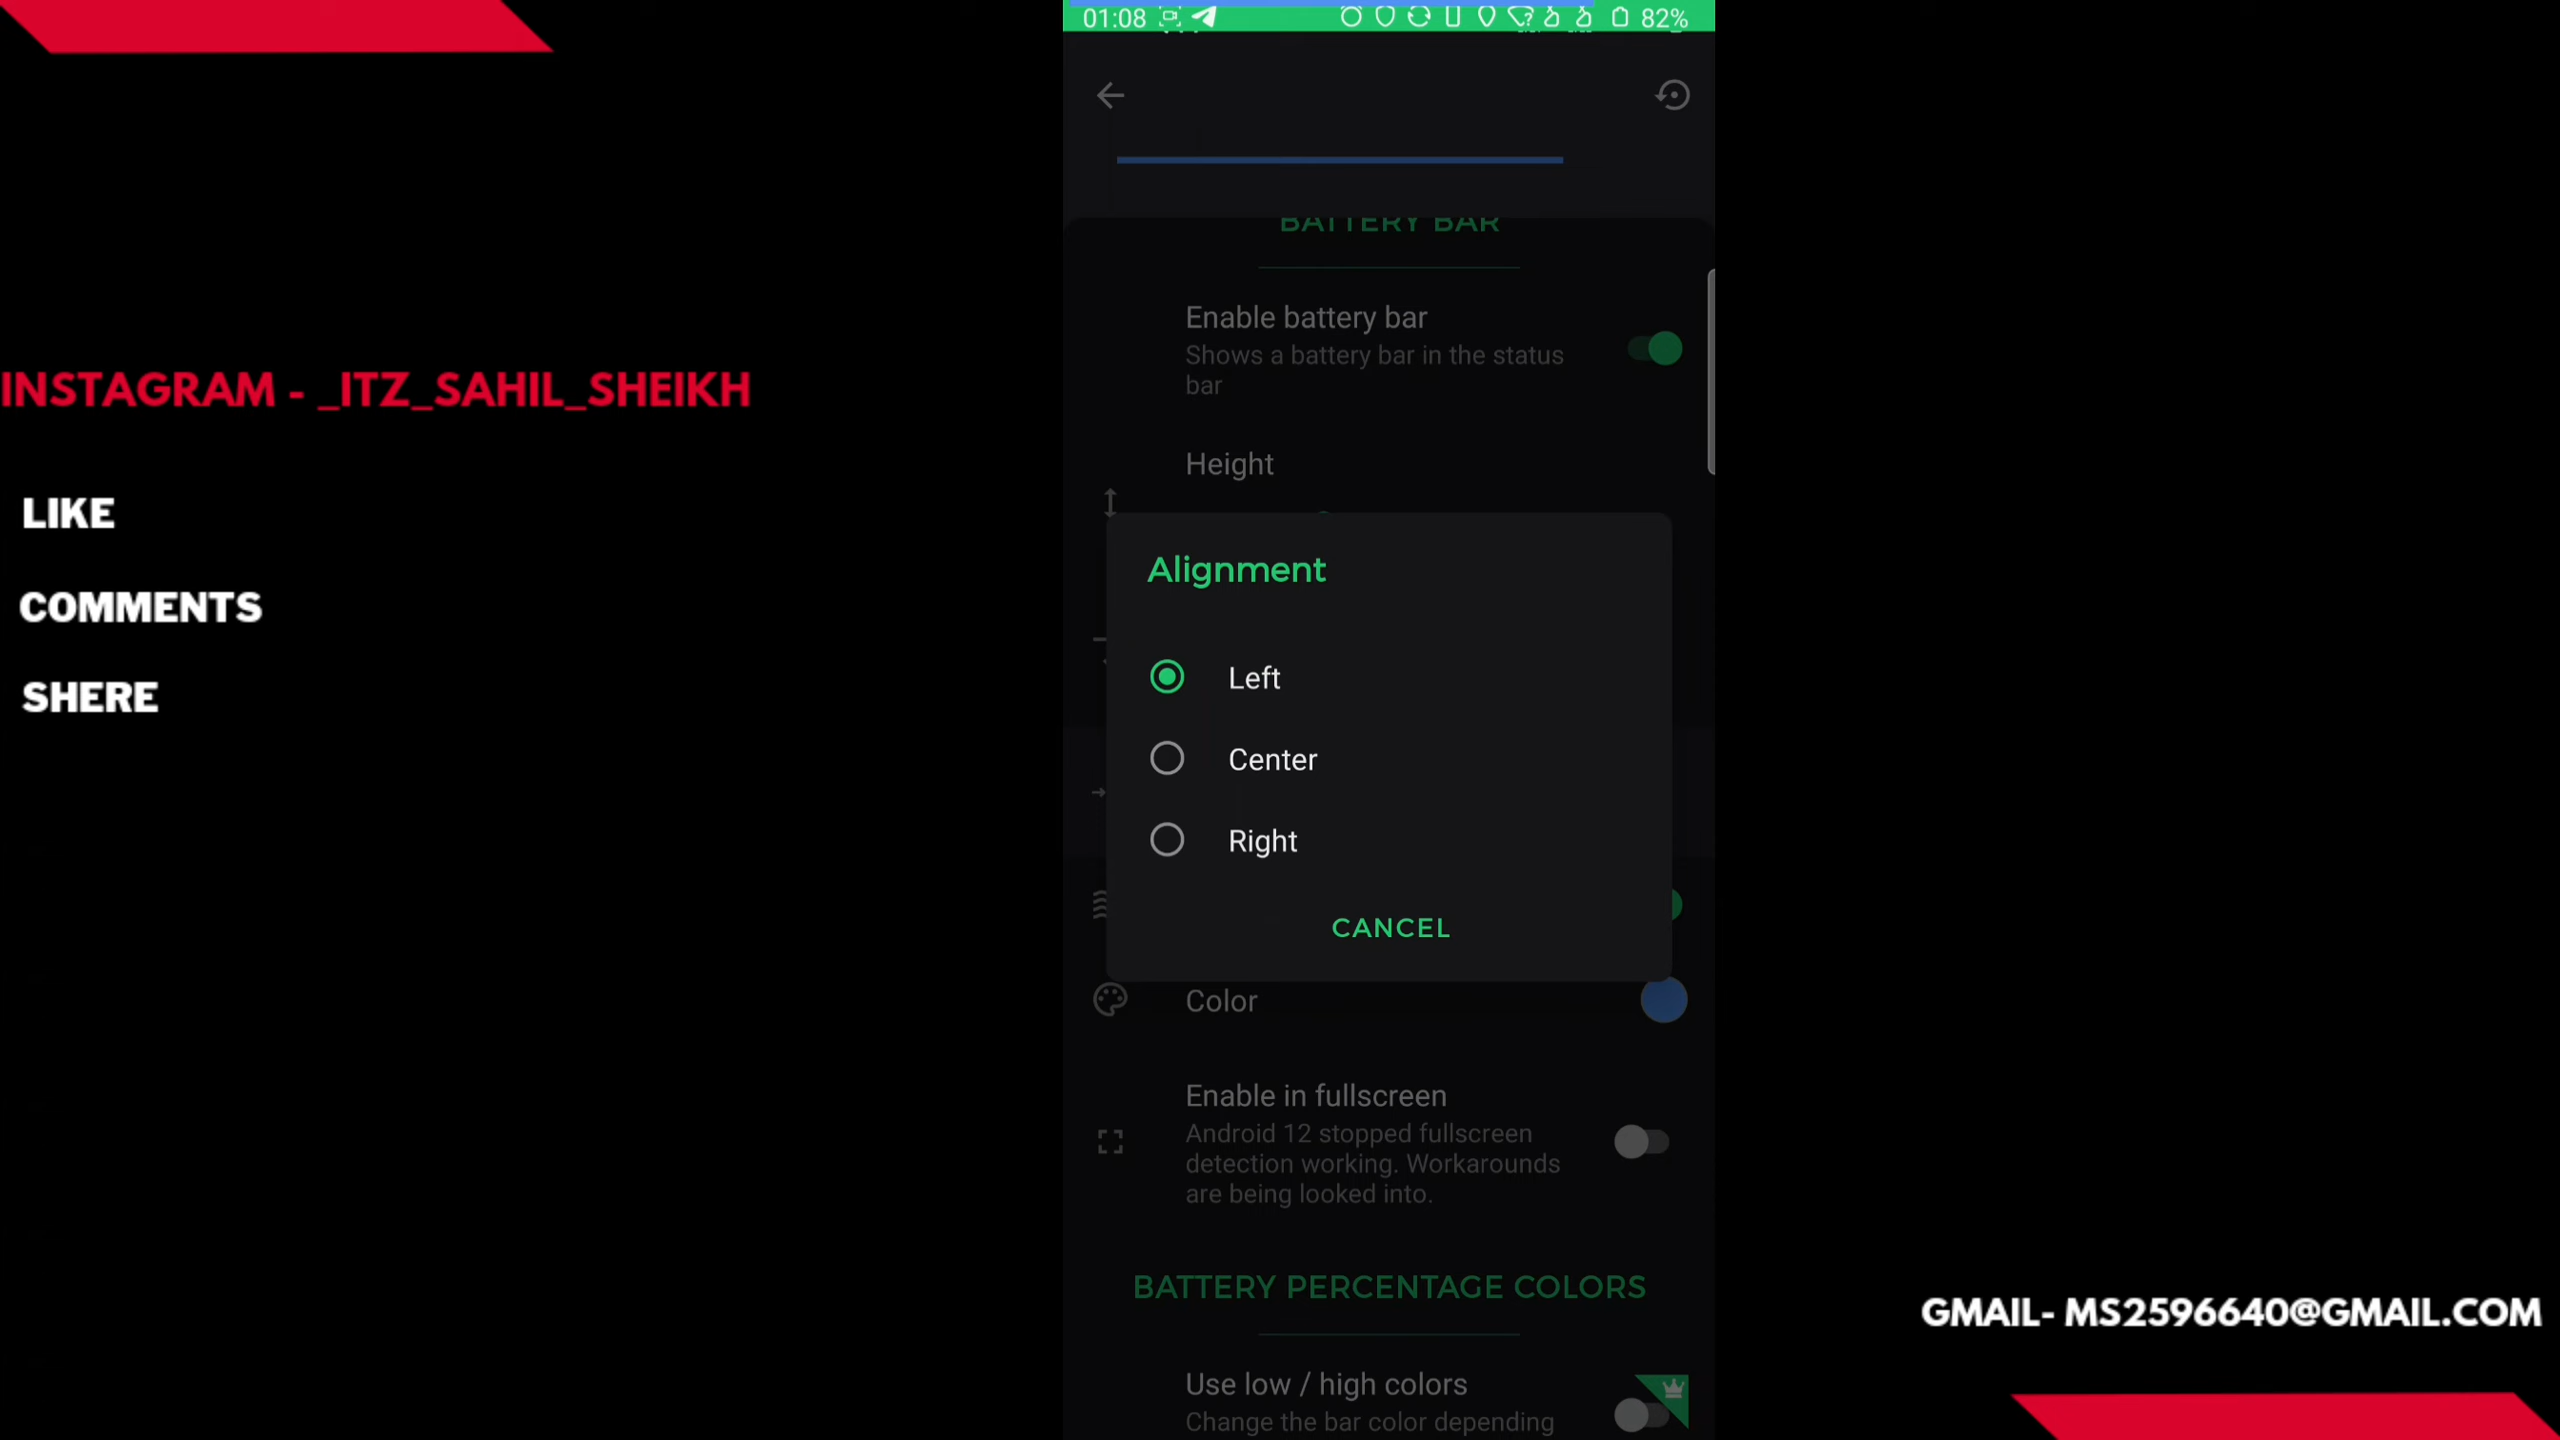 01:08
82%
BATTERY BAR
Enable battery bar
Shows a battery bar in the status
bar
Height
INSTAGRAM - _ITZ_SAHIL_SHEIKH
LIKE
COMMENTS
SHERE
Alignment
Left
Center
Right
CANCEL
Color
Enable in fullscreen
Android 12 stopped fullscreen
detection working. Workarounds
are being looked into.
BATTERY PERCENTAGE COLORS
Use low / high colors
Change the bar color depending
GMAIL- MS2596640@GMAIL.COM